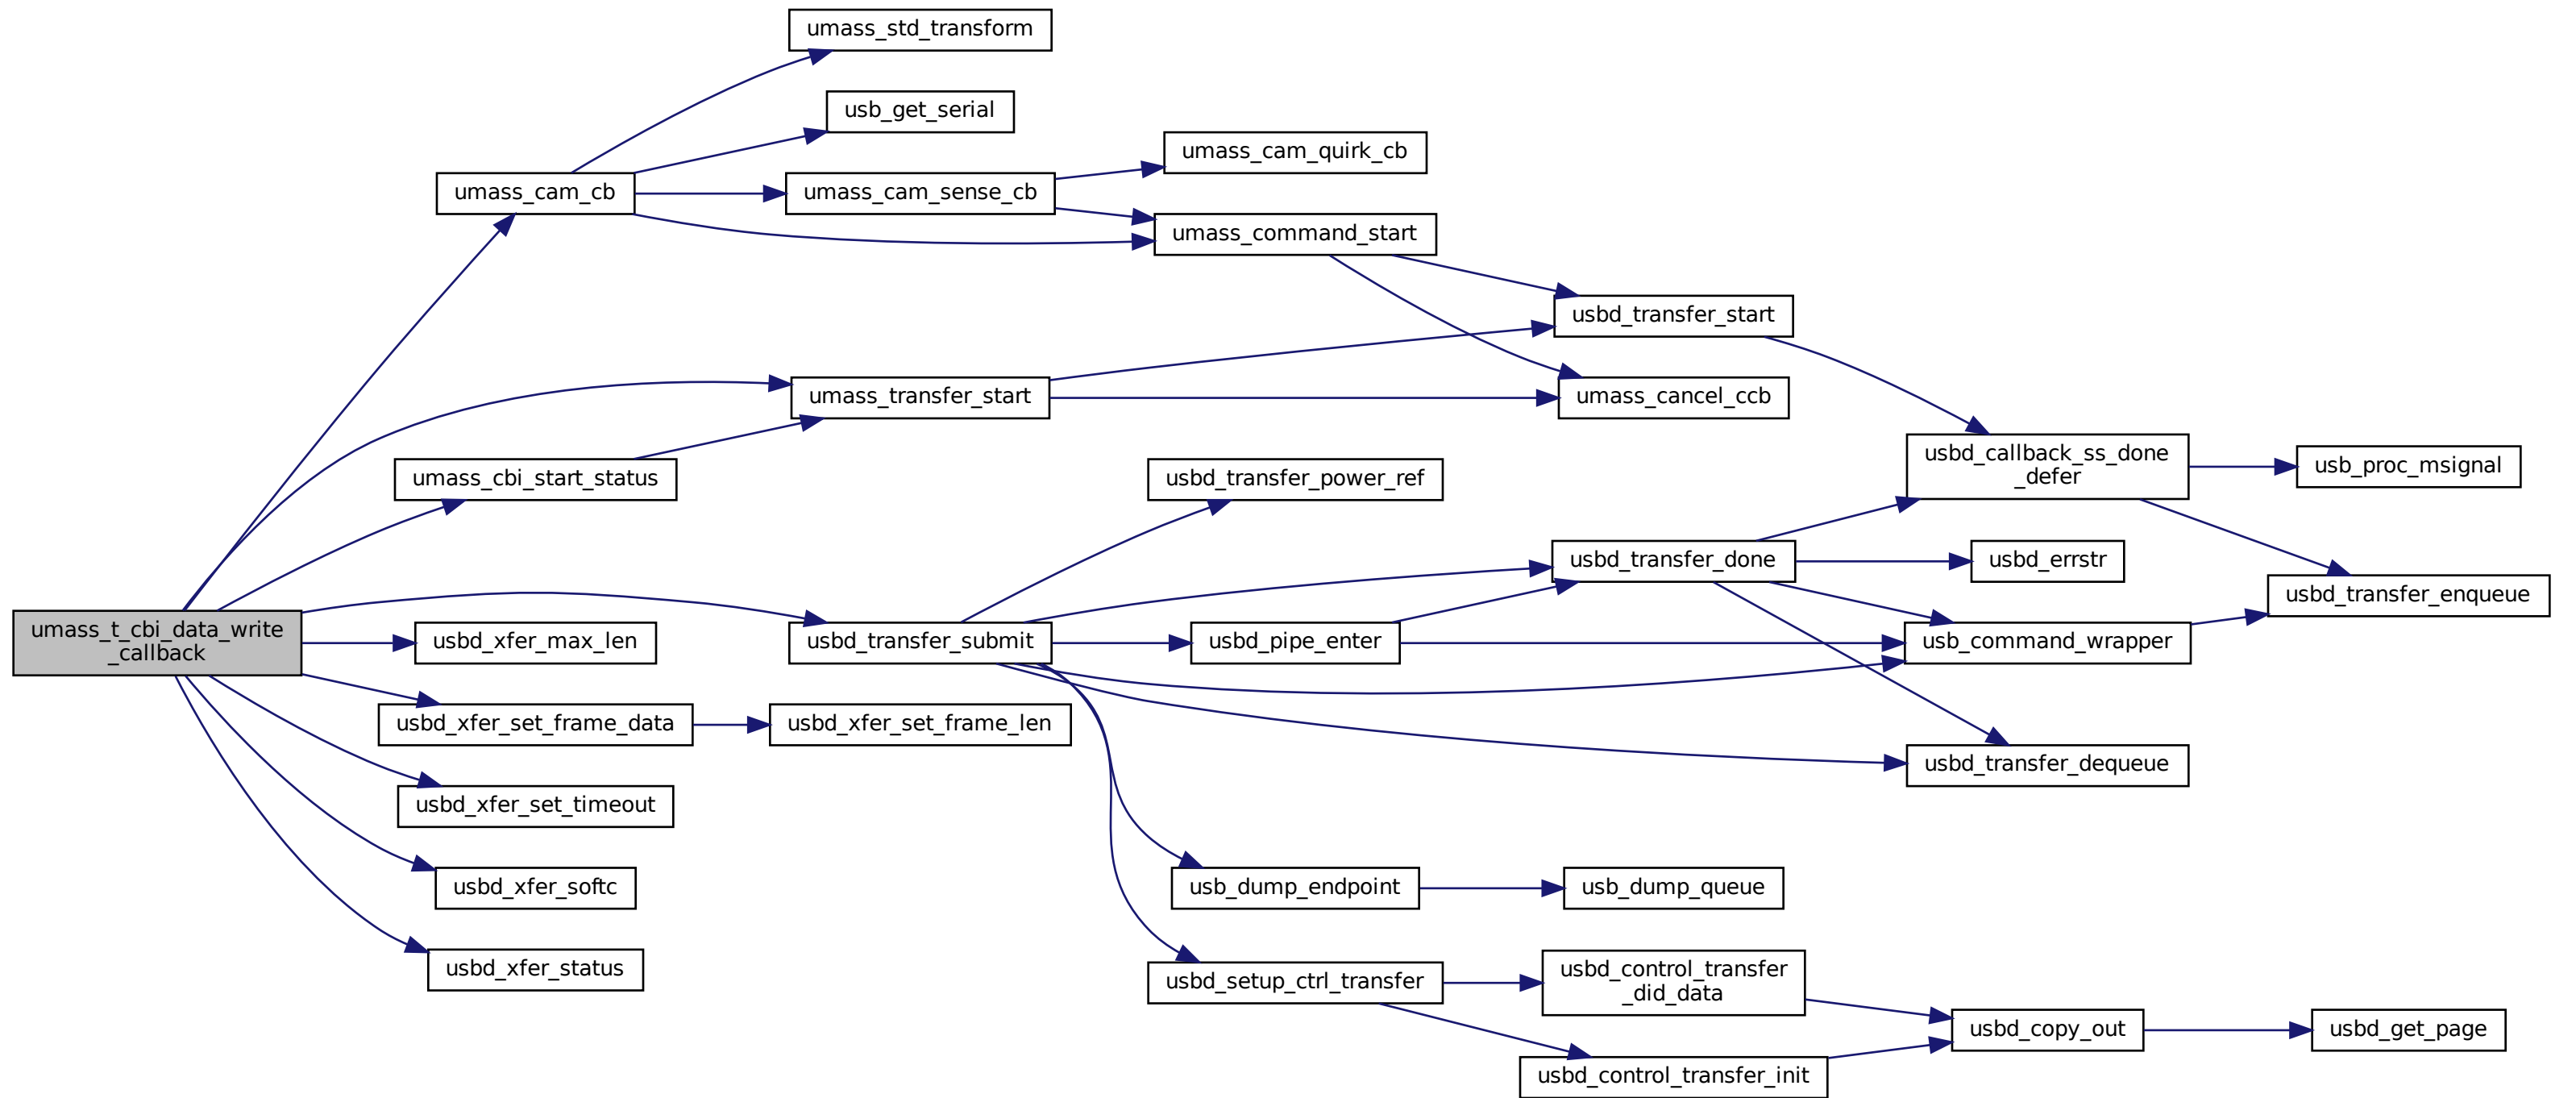 umass_std_transform
usb_get_serial
umass_cam_quirk_cb
umass_cam_cb
umass_cam_sense_cb
umass_command_start
usbd_transfer_start
umass_transfer_start
umass_cancel_ccb
usbd_callback_ss_done
_defer
usb_proc_msignal
umass_cbi_start_status
usbd_transfer_power_ref
usbd_transfer_done
usbd_errstr
usbd_transfer_enqueue
umass_t_cbi_data_write
_callback
usbd_xfer_max_len
usbd_transfer_submit
usbd_pipe_enter
usb_command_wrapper
usbd_xfer_set_frame_data
usbd_xfer_set_frame_len
usbd_transfer_dequeue
usbd_xfer_set_timeout
usbd_xfer_softc
usb_dump_endpoint
usb_dump_queue
usbd_xfer_status
usbd_setup_ctrl_transfer
usbd_control_transfer
_did_data
usbd_copy_out
usbd_get_page
usbd_control_transfer_init